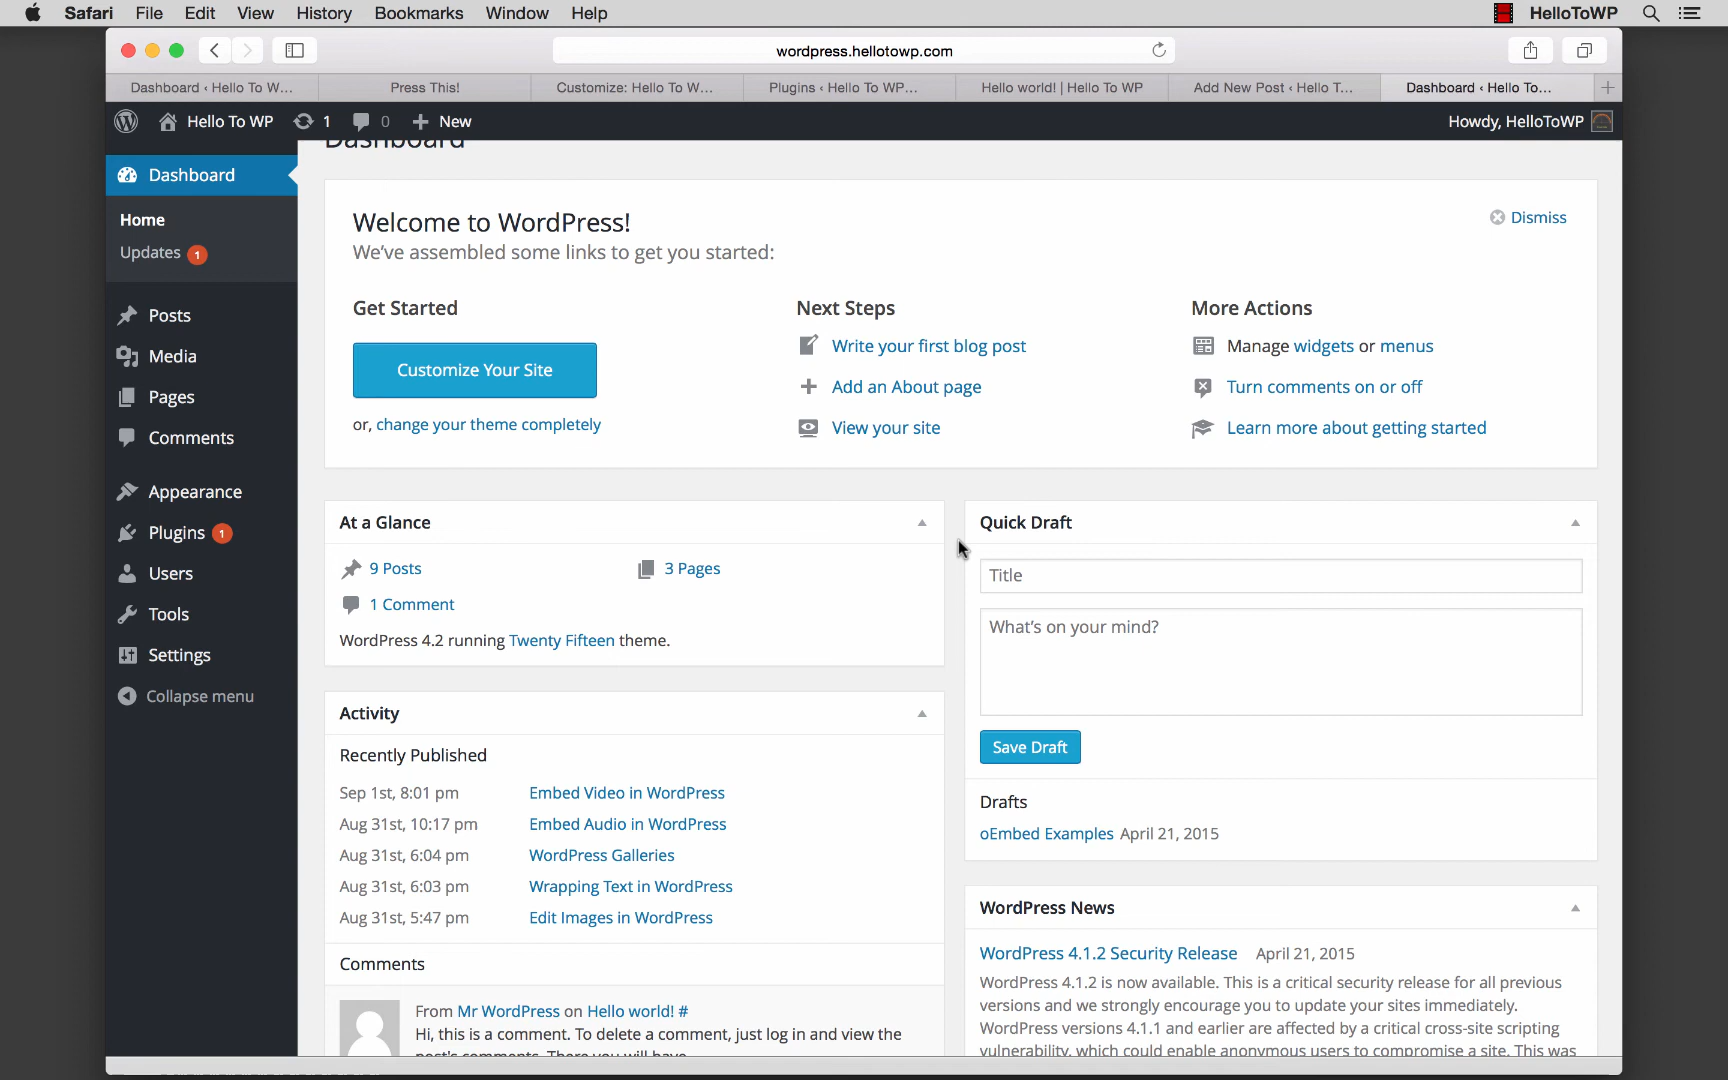 Safari File Edit View History Bookmarks Window Help HelloToWP
wordpress.hellotowp.com
Dashboard ‹ Hello To W... Press This! Customize: Hello To W... Plugins ‹ Hello To WP... Hello world! | Hello To WP Add New Post ‹ Hello T... Dashboard ‹ Hello To...
Hello To WP 1 0 New Howdy, HelloToWP
Dashboard
Dashboard
Home
Updates 1
Posts
Media
Pages
Comments
Appearance
Plugins 1
Users
Tools
Settings
Collapse menu
Welcome to WordPress!
Dismiss
We've assembled some links to get you started:
Get Started
Customize Your Site
or, change your theme completely
Next Steps
Write your first blog post
Add an About page
View your site
More Actions
Manage widgets or menus
Turn comments on or off
Learn more about getting started
At a Glance
9 Posts 3 Pages
1 Comment
WordPress 4.2 running Twenty Fifteen theme.
Activity
Recently Published
Sep 1st, 8:01 pm Embed Video in WordPress
Aug 31st, 10:17 pm Embed Audio in WordPress
Aug 31st, 6:04 pm WordPress Galleries
Aug 31st, 6:03 pm Wrapping Text in WordPress
Aug 31st, 5:47 pm Edit Images in WordPress
Comments
From Mr WordPress on Hello world! #
Hi, this is a comment. To delete a comment, just log in and view the
post's comments. There you will have
Quick Draft
Title
What's on your mind?
Save Draft
Drafts
oEmbed Examples April 21, 2015
WordPress News
WordPress 4.1.2 Security Release April 21, 2015
WordPress 4.1.2 is now available. This is a critical security release for all previous
versions and we strongly encourage you to update your sites immediately.
WordPress versions 4.1.1 and earlier are affected by a critical cross-site scripting
vulnerability, which could enable anonymous users to compromise a site. This was